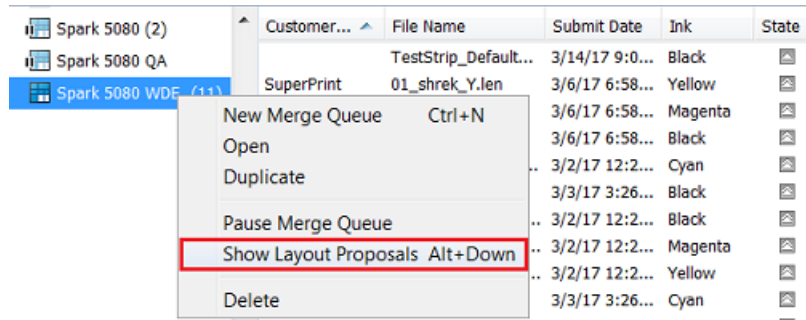 Spark 5080 (2)
Spark 5080 QA
Spark 5080 WDE (11)
Customer... File Name Submit Date Ink State
TestStrip_Default... 3/14/17 9:0... Black
SuperPrint 01_shrek_Y.len 3/6/17 6:58... Yellow
3/6/17 6:58... Magenta
3/6/17 6:58... Black
.. 3/2/17 12:2... Cyan
3/3/17 3:26... Black
.. 3/2/17 12:2... Black
.. 3/2/17 12:2... Magenta
.. 3/2/17 12:2... Yellow
3/3/17 3:26... Cyan
New Merge Queue Ctrl+N
Open
Duplicate
Pause Merge Queue
Show Layout Proposals Alt+Down
Delete